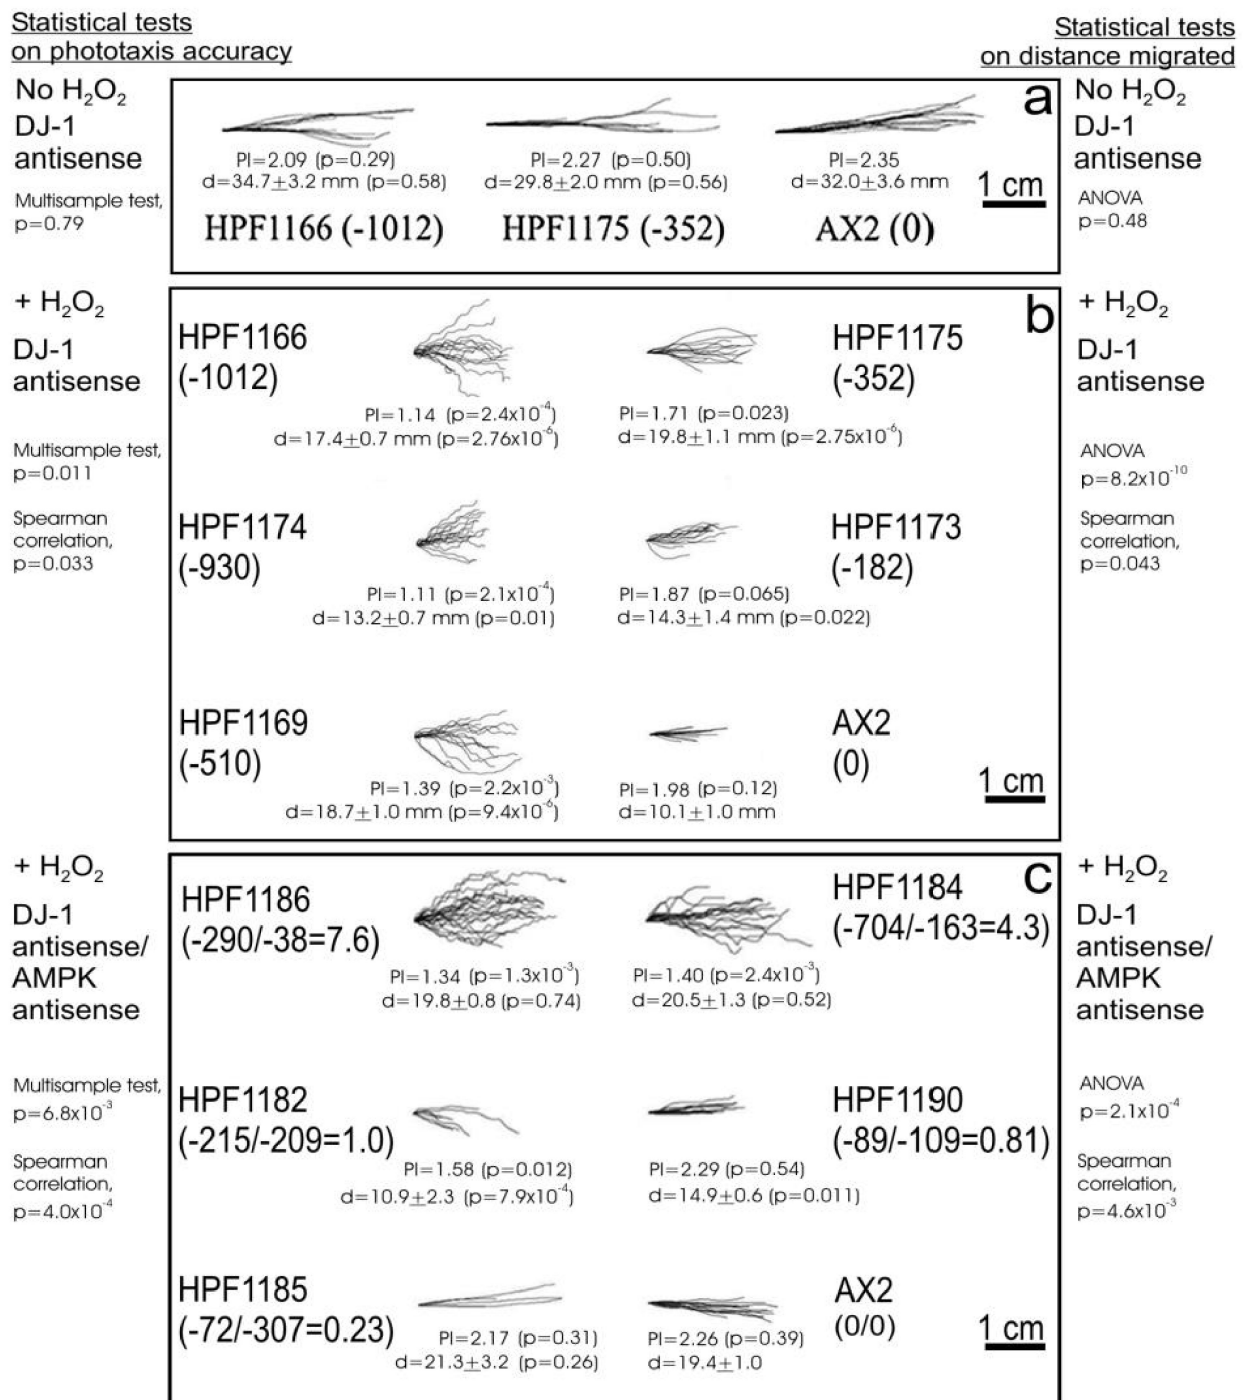 Statistical tests
on phototaxis accuracy
Statistical tests
on distance migrated
No H₂O₂
DJ-1
antisense
Multisample test,
p=0.79
a
PI=2.09 (p=0.29)
d=34.7±3.2 mm (p=0.58)
HPF1166 (-1012)
PI=2.27 (p=0.50)
d=29.8±2.0 mm (p=0.56)
HPF1175 (-352)
PI=2.35
d=32.0±3.6 mm
AX2 (0)
1 cm
No H₂O₂
DJ-1
antisense
ANOVA
p=0.48
+ H₂O₂
DJ-1
antisense
Multisample test,
p=0.011
Spearman
correlation,
p=0.033
b
HPF1166
(-1012)
PI=1.14 (p=2.4x10⁻⁴)
d=17.4±0.7 mm (p=2.76x10⁻⁶)
HPF1175
(-352)
PI=1.71 (p=0.023)
d=19.8±1.1 mm (p=2.75x10⁻⁶)
HPF1174
(-930)
PI=1.11 (p=2.1x10⁻⁴)
d=13.2±0.7 mm (p=0.01)
HPF1173
(-182)
PI=1.87 (p=0.065)
d=14.3±1.4 mm (p=0.022)
HPF1169
(-510)
PI=1.39 (p=2.2x10⁻³)
d=18.7±1.0 mm (p=9.4x10⁻⁶)
AX2
(0)
PI=1.98 (p=0.12)
d=10.1±1.0 mm
1 cm
+ H₂O₂
DJ-1
antisense
ANOVA
p=8.2x10⁻¹⁰
Spearman
correlation,
p=0.043
+ H₂O₂
DJ-1
antisense/
AMPK
antisense
Multisample test,
p=6.8x10⁻³
Spearman
correlation,
p=4.0x10⁻⁴
c
HPF1186
(-290/-38=7.6)
PI=1.34 (p=1.3x10⁻³)
d=19.8±0.8 (p=0.74)
HPF1184
(-704/-163=4.3)
PI=1.40 (p=2.4x10⁻³)
d=20.5±1.3 (p=0.52)
HPF1182
(-215/-209=1.0)
PI=1.58 (p=0.012)
d=10.9±2.3 (p=7.9x10⁻⁴)
HPF1190
(-89/-109=0.81)
PI=2.29 (p=0.54)
d=14.9±0.6 (p=0.011)
HPF1185
(-72/-307=0.23)
PI=2.17 (p=0.31)
d=21.3±3.2 (p=0.26)
AX2
(0/0)
PI=2.26 (p=0.39)
d=19.4±1.0
1 cm
+ H₂O₂
DJ-1
antisense/
AMPK
antisense
ANOVA
p=2.1x10⁻⁴
Spearman
correlation,
p=4.6x10⁻³